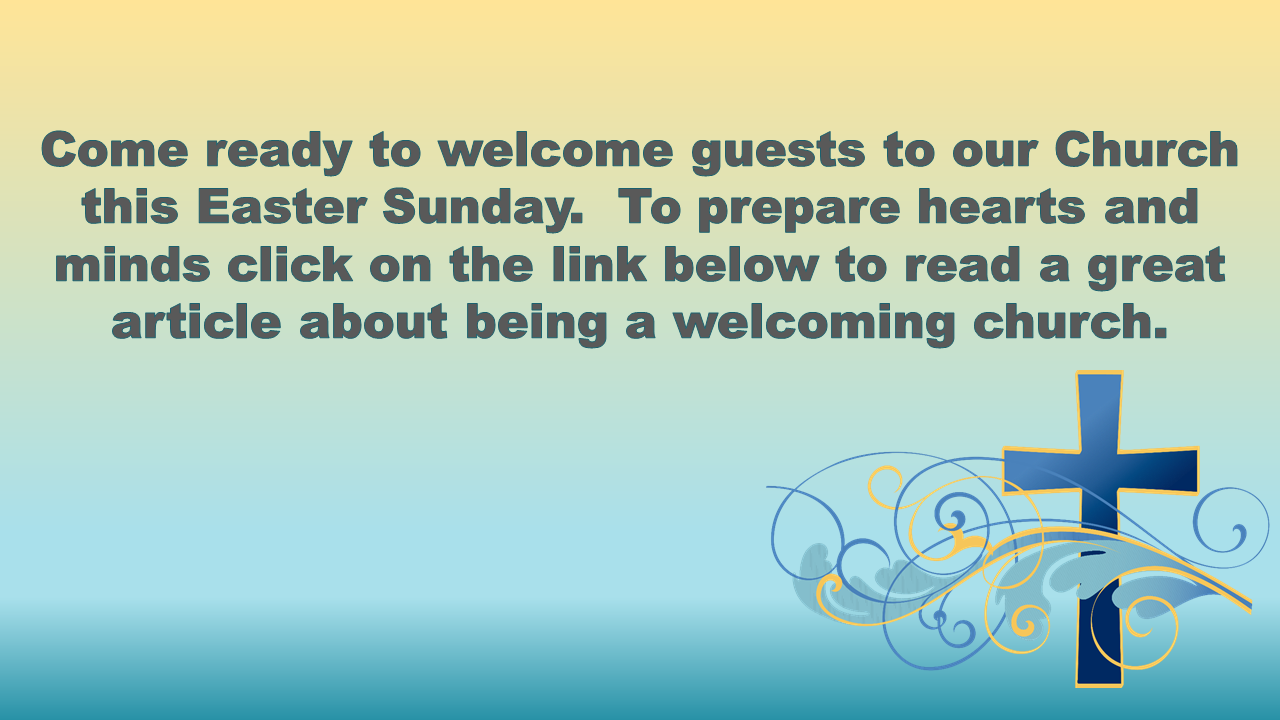 Come ready to welcome guests to our Church
this Easter Sunday.  To prepare hearts and
minds click on the link below to read a great
article about being a welcoming church.